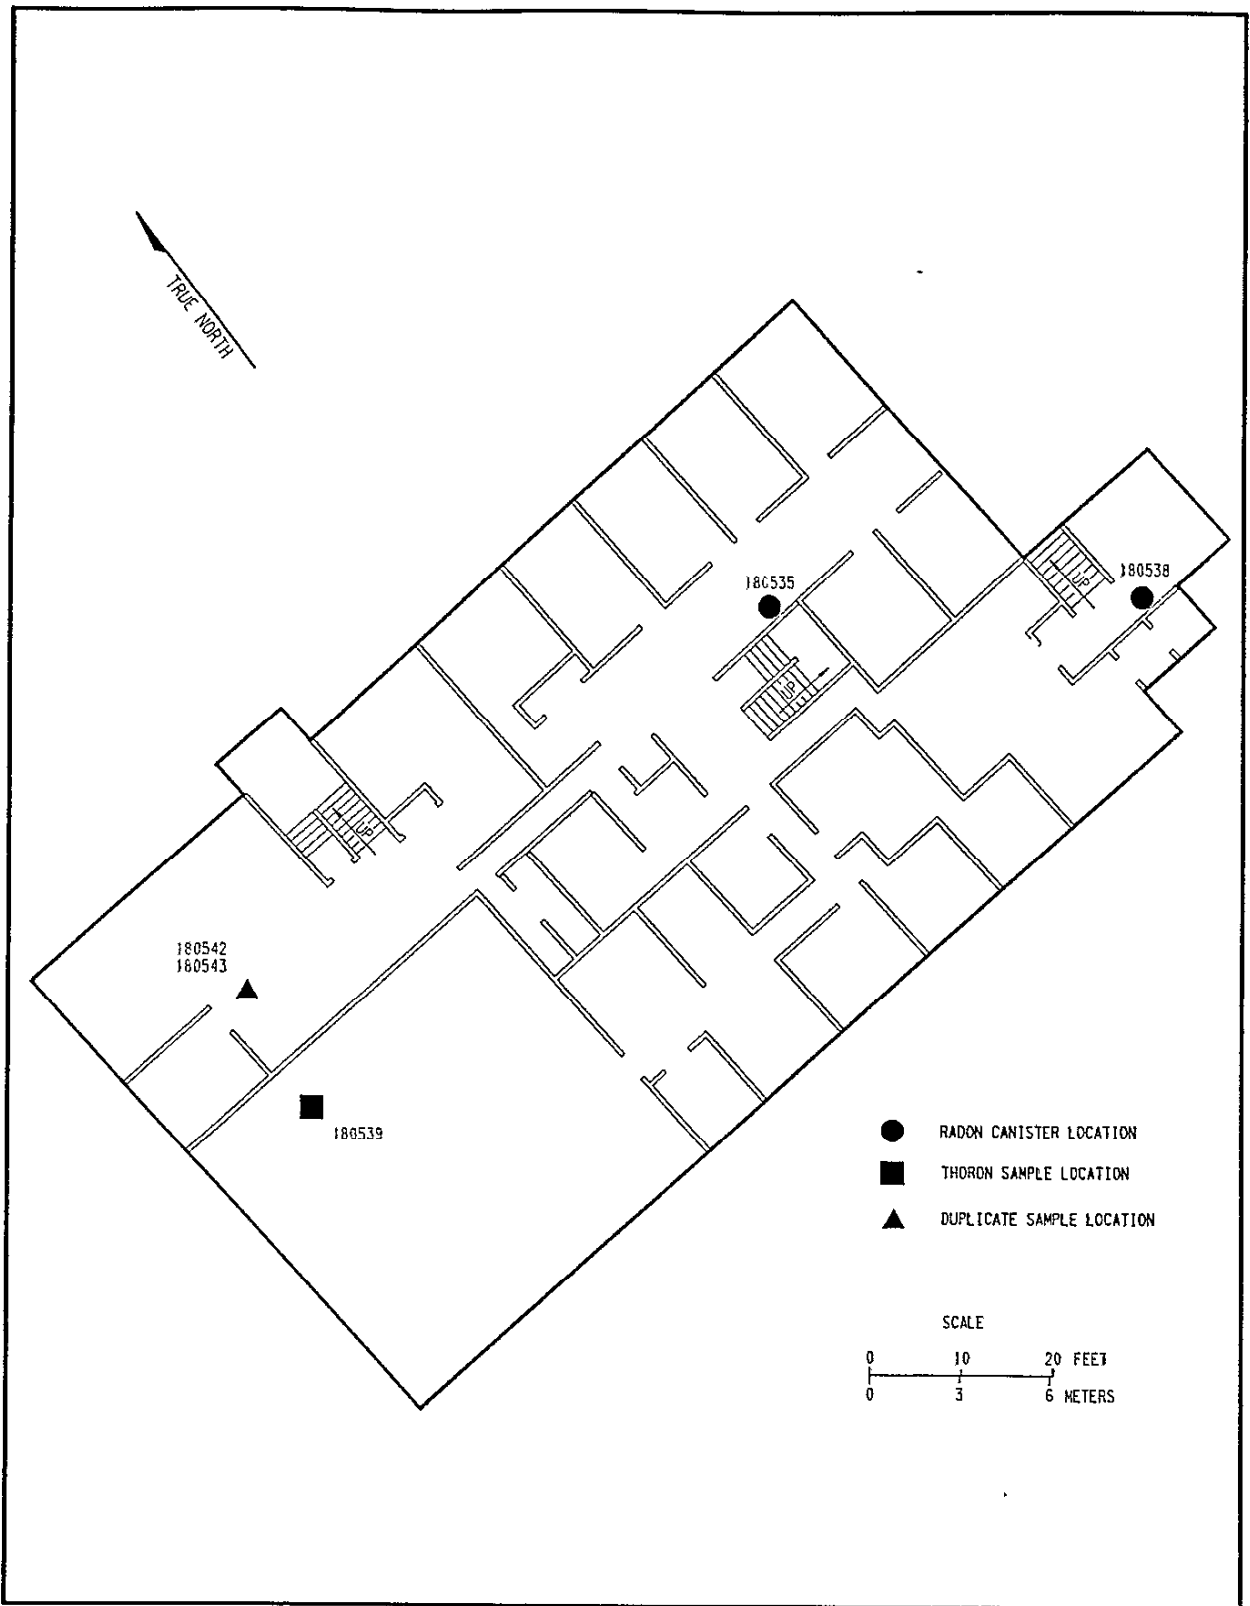 TRUE NORTH
180535
UP
180538
UP
UP
180542
180543
180539
RADON CANISTER LOCATION
THORON SAMPLE LOCATION
DUPLICATE SAMPLE LOCATION
SCALE
0 10 20 FEET
0 3 6 METERS